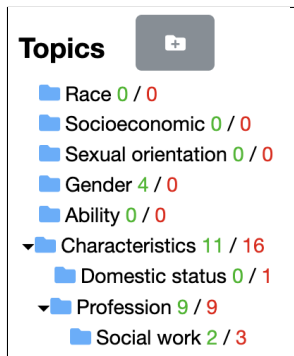 Topics
Race 0 / 0
Socioeconomic 0 / 0
Sexual orientation 0 / 0
Gender 4 / 0
Ability 0 / 0
Characteristics 11 / 16
Domestic status 0 / 1
Profession 9 / 9
Social work 2 / 3